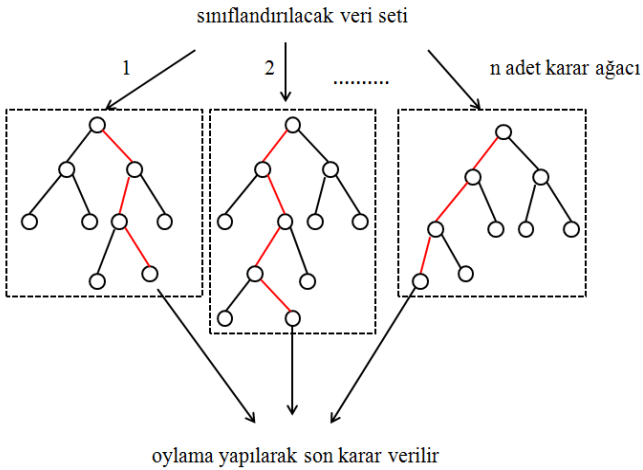 sınıflandırılacak veri seti
1
2
..........
n adet karar ağacı
oylama yapılarak son karar verilir